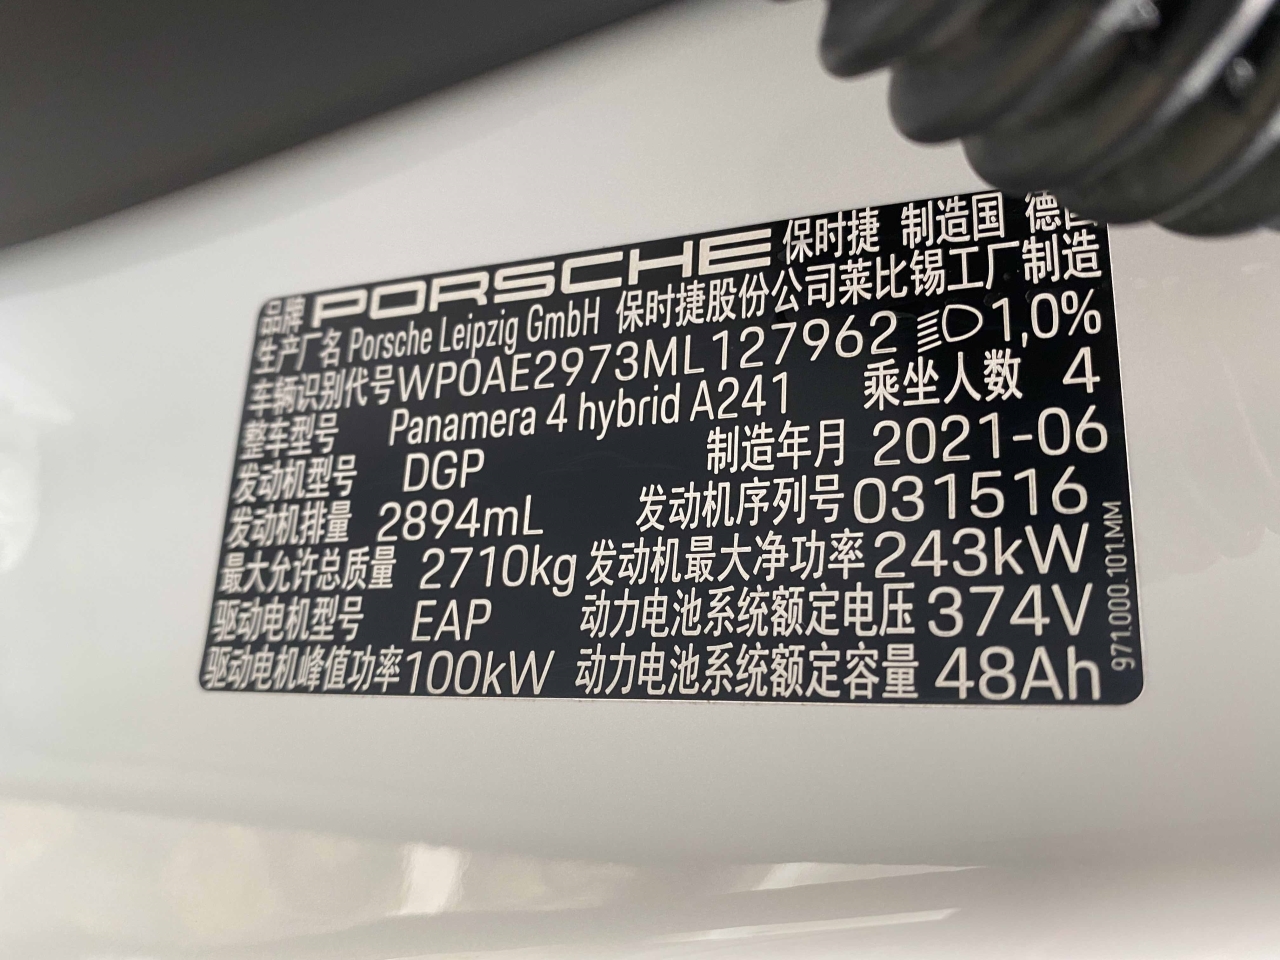 品牌 PORSCHE 保时捷 制造国 德国
生产厂名 Porsche Leipzig GmbH 保时捷股份公司莱比锡工厂制造
车辆识别代号 WP0AE2973ML127962 1,0%
整车型号 Panamera 4 hybrid A241 乘坐人数 4
发动机型号 DGP 制造年月 2021-06
发动机排量 2894mL 发动机序列号 031516
最大允许总质量 2710kg 发动机最大净功率 243kW
驱动电机型号 EAP 动力电池系统额定电压 374V
驱动电机峰值功率 100kW 动力电池系统额定容量 48Ah
971.000.101.MM